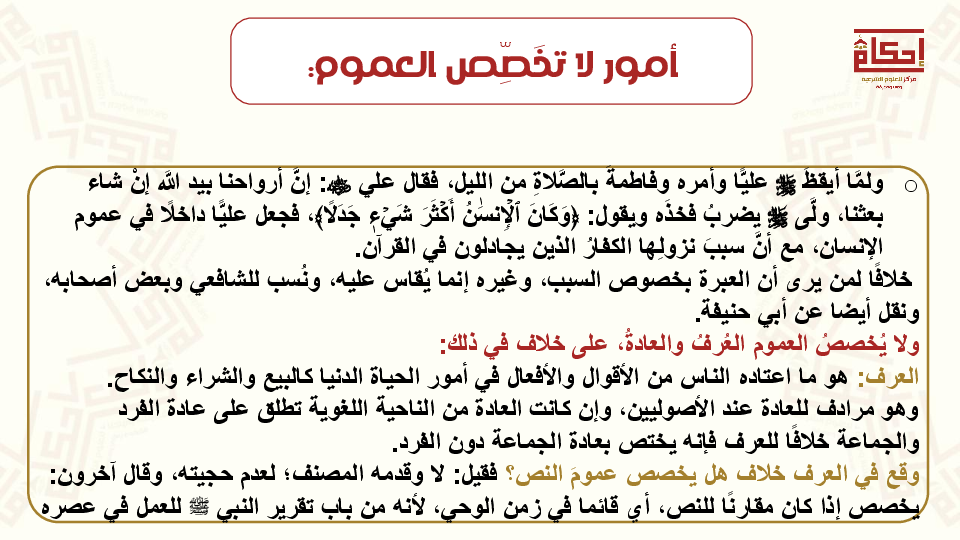 أمور لا تخَصِّص العموم:
إحكام
مركز للعلوم الشرعية
○ ولمَّا أيقظَ ﷺ عليًّا وأمره وفاطمةَ بالصَّلاةِ من الليل، فقال علي ﵁: إنَّ أرواحنا بيد الله إنْ شاء
بعثنا، ولَّى ﷺ يضربُ فخذَه ويقول: ﴿وَكَانَ ٱلۡإِنسَٰنُ أَكۡثَرَ شَيۡءٖ جَدَلٗا﴾، فجعل عليًّا داخلًا في عموم
الإنسان، مع أنَّ سببَ نزولِها الكفارُ الذين يجادلون في القرآن.
خلافًا لمن يرى أن العبرة بخصوص السبب، وغيره إنما يُقاس عليه، ونُسب للشافعي وبعض أصحابه،
ونقل أيضا عن أبي حنيفة.
ولا يُخصصُ العموم العُرفُ والعادةُ، على خلاف في ذلك:
العرف: هو ما اعتاده الناس من الأقوال والأفعال في أمور الحياة الدنيا كالبيع والشراء والنكاح.
وهو مرادف للعادة عند الأصوليين، وإن كانت العادة من الناحية اللغوية تطلق على عادة الفرد
والجماعة خلافًا للعرف فإنه يختص بعادة الجماعة دون الفرد.
وقع في العرف خلاف هل يخصص عمومَ النص؟ فقيل: لا وقدمه المصنف؛ لعدم حجيته، وقال آخرون:
يخصص إذا كان مقارنًا للنص، أي قائما في زمن الوحي، لأنه من باب تقرير النبي ﷺ للعمل في عصره